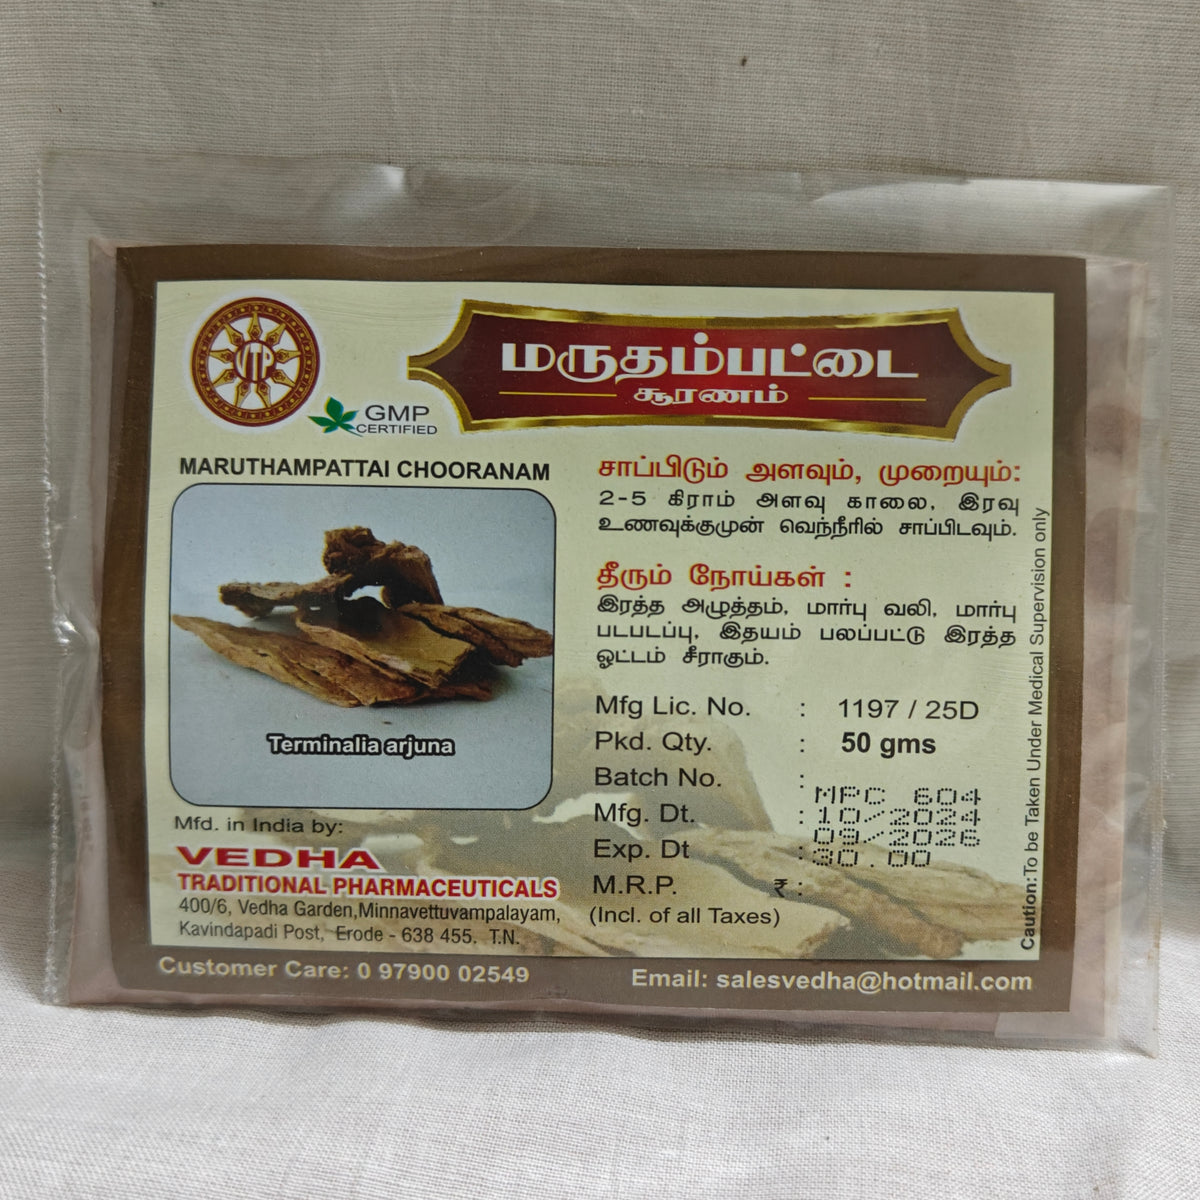 VTP
GMP
CERTIFIED
மருதம்பட்டை
சூரணம்
MARUTHAMPATTAI CHOORANAM
Terminalia arjuna
சாப்பிடும் அளவும், முறையும்:
2-5 கிராம் அளவு காலை, இரவு
உணவுக்குமுன் வெந்நீரில் சாப்பிடவும்.
தீரும் நோய்கள் :
இரத்த அழுத்தம், மார்பு வலி, மார்பு
படபடப்பு, இதயம் பலப்பட்டு இரத்த
ஓட்டம் சீராகும்.
Mfg Lic. No. : 1197 / 25D
Pkd. Qty. : 50 gms
Batch No. : MPC 604
Mfg. Dt. : 10/2024
Exp. Dt : 09/2026
M.R.P. ₹ : 30.00
(Incl. of all Taxes)
Caution:To be Taken Under Medical Supervision only
Mfd. in India by:
VEDHA
TRADITIONAL PHARMACEUTICALS
400/6, Vedha Garden,Minnavettuvampalayam,
Kavindapadi Post, Erode - 638 455. T.N.
Customer Care: 0 97900 02549
Email: salesvedha@hotmail.com